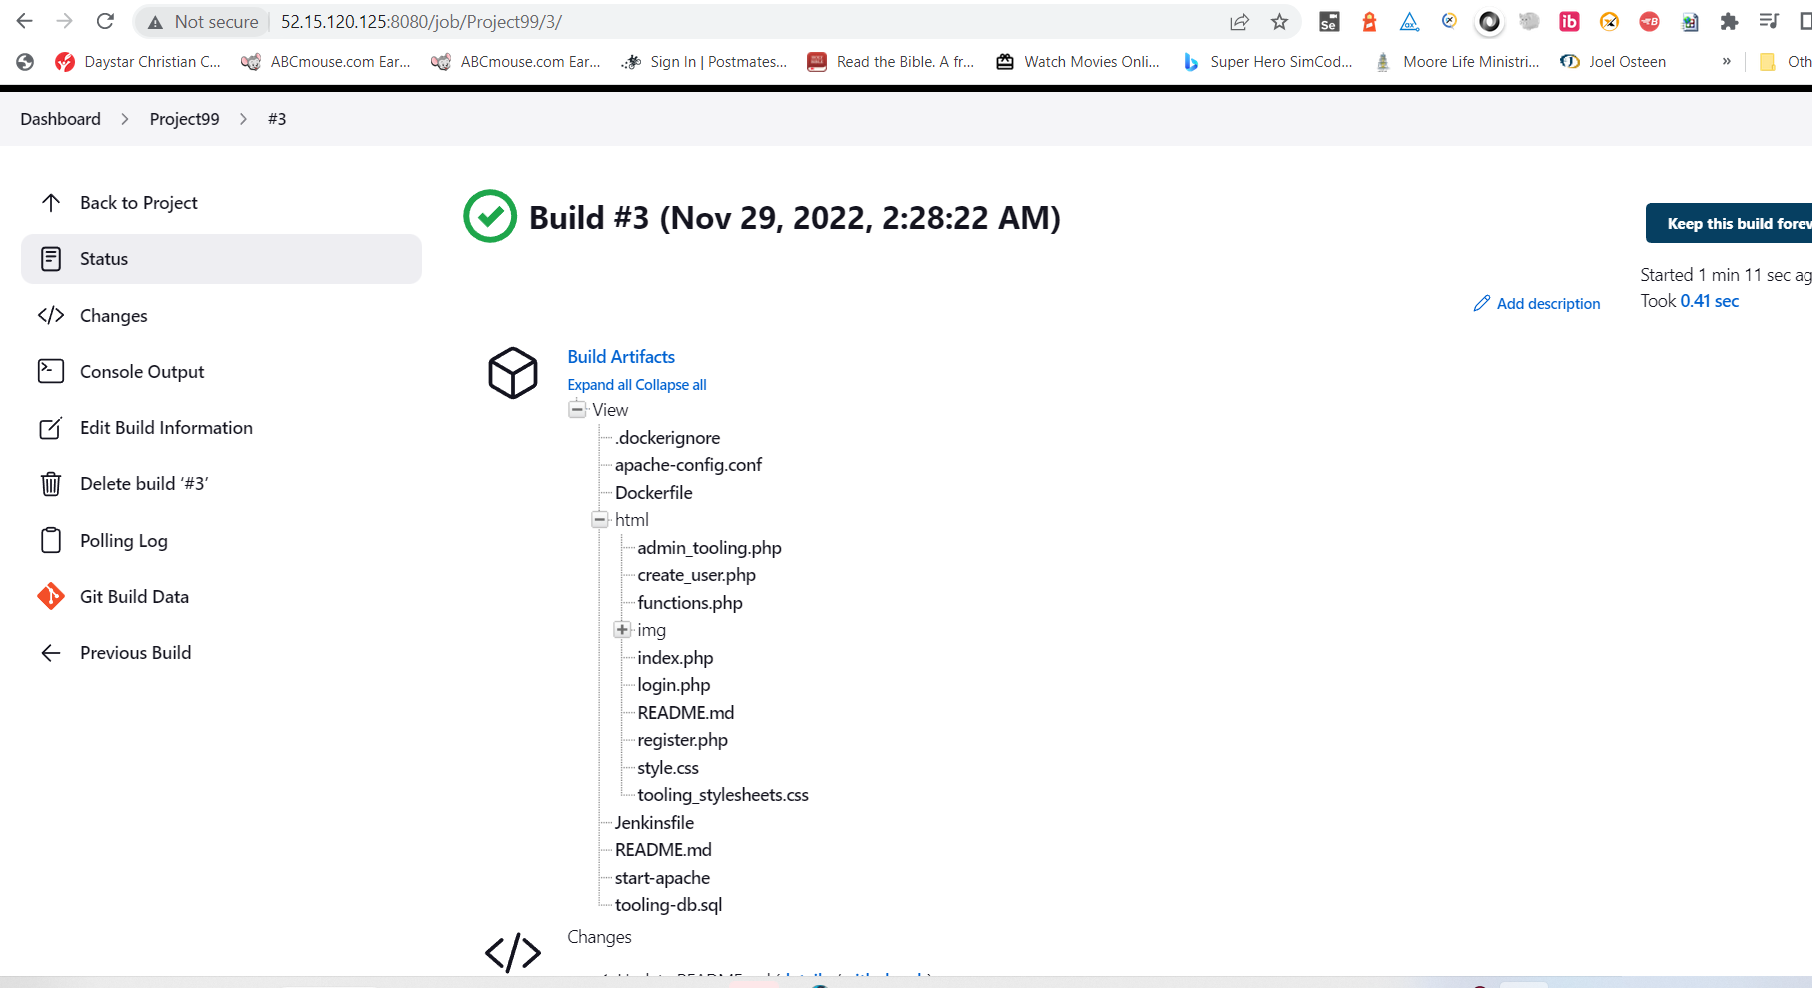 Not secure 52.15.120.125:8080/job/Project99/3/
Daystar Christian C... ABCmouse.com Ear... ABCmouse.com Ear... Sign In | Postmates... Read the Bible. A fr... Watch Movies Onli... Super Hero SimCod... Moore Life Ministri... Joel Osteen » Oth
Dashboard > Project99 > #3
Back to Project
Status
Changes
Console Output
Edit Build Information
Delete build ‘#3’
Polling Log
Git Build Data
Previous Build
Build #3 (Nov 29, 2022, 2:28:22 AM)
Keep this build forev
Started 1 min 11 sec ag
Took 0.41 sec
Add description
Build Artifacts
Expand all Collapse all
View
.dockerignore
apache-config.conf
Dockerfile
html
admin_tooling.php
create_user.php
functions.php
img
index.php
login.php
README.md
register.php
style.css
tooling_stylesheets.css
Jenkinsfile
README.md
start-apache
tooling-db.sql
Changes